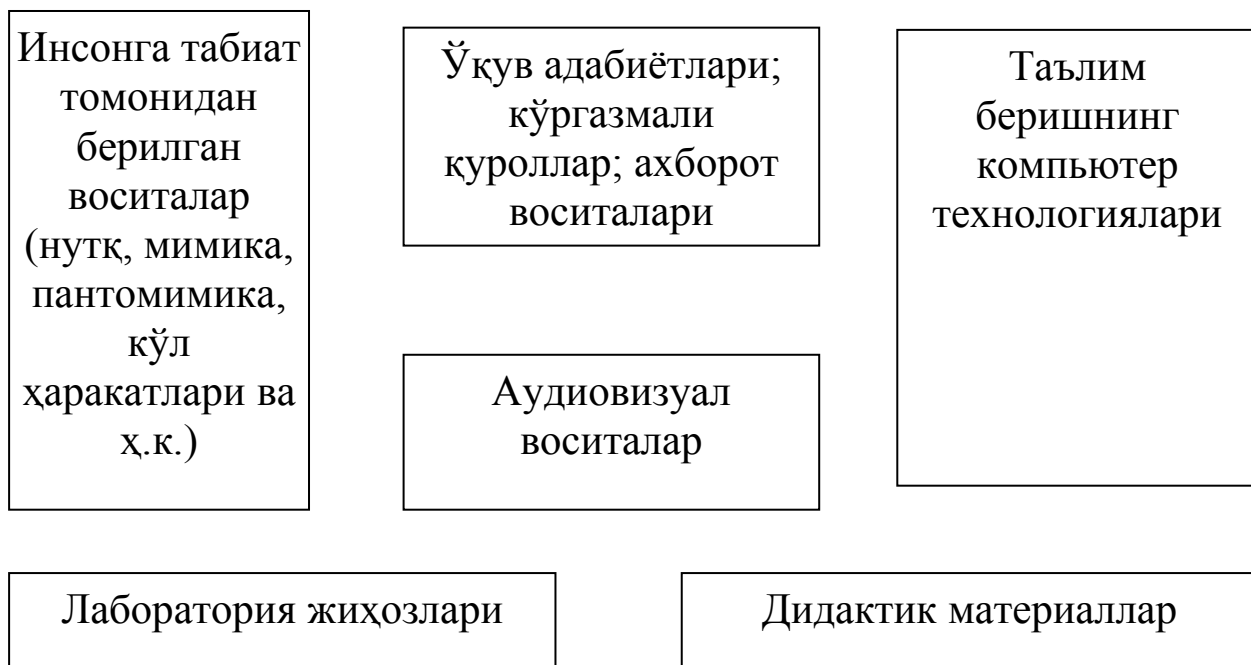 Инсонга табиат
томонидан
берилган
воситалар
(нутқ, мимика,
пантомимика,
кўл
ҳаракатлари ва
ҳ.к.)
Ўқув адабиётлари;
кўргазмали
қуроллар; ахборот
воситалари
Аудиовизуал
воситалар
Таълим
беришнинг
компьютер
технологиялари
Лаборатория жиҳозлари
Дидактик материаллар